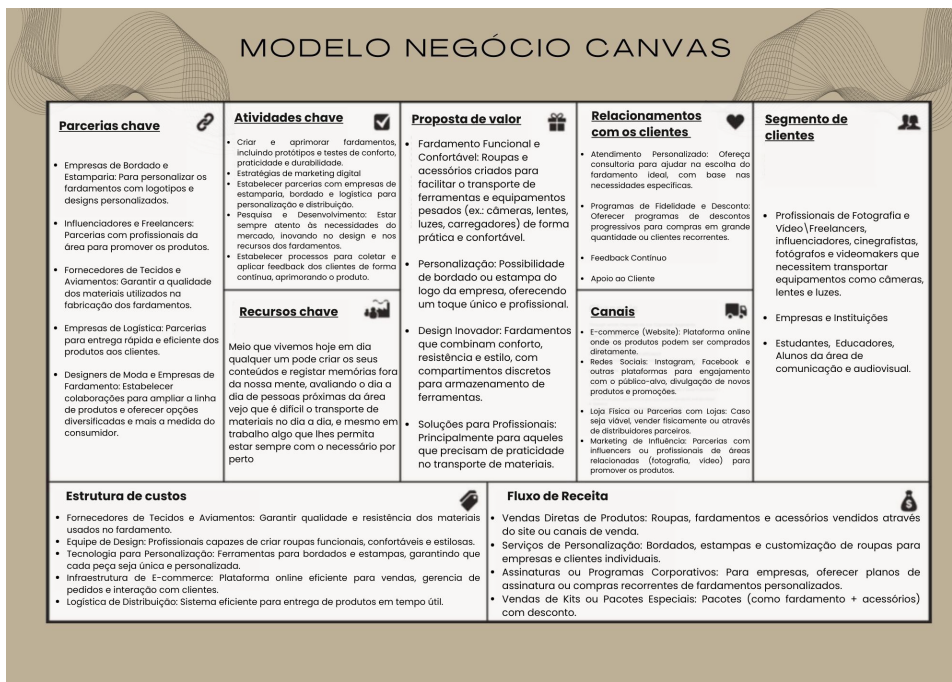 MODELO NEGÓCIO CANVAS
Parcerias chave
Empresas de Bordado e
Estamparia: Para personalizar os
fardamentos com logotipos e
designs personalizados.
Influenciadores e Freelancers:
Parcerias com profissionais da
área para promover os produtos.
Fornecedores de Tecidos e
Aviamentos: Garantir a qualidade
dos materiais utilizados na
fabricação dos fardamentos.
Empresas de Logística: Parcerias
para entrega rápida e eficiente dos
produtos aos clientes.
Designers de Moda e Empresas de
Fardamento: Estabelecer
colaborações para ampliar a linha
de produtos e oferecer opções
diversificadas e mais a medida do
consumidor.
Atividades chave
Criar e aprimorar fardamentos,
incluindo protótipos e testes de conforto,
praticidade e durabilidade.
Estratégias de marketing digital
Estabelecer parcerias com empresas de
estamparia, bordado e logística para
personalização e distribuição.
Pesquisa e Desenvolvimento: Estar
sempre atento às necessidades do
mercado, inovando no design e nos
recursos dos fardamentos.
Estabelecer processos para coletar e
aplicar feedback dos clientes de forma
contínua, aprimorando o produto.
Recursos chave
Meio que vivemos hoje em dia
qualquer um pode criar os seus
conteúdos e registar memórias fora
da nossa mente, avaliando o dia a
dia de pessoas próximas da área
vejo que é difícil o transporte de
materiais no dia a dia, e mesmo em
trabalho algo que lhes permita
estar sempre com o necessário por
perto
Proposta de valor
Fardamento Funcional e
Confortável: Roupas e
acessórios criados para
facilitar o transporte de
ferramentas e equipamentos
pesados (ex.: câmeras, lentes,
luzes, carregadores) de forma
prática e confortável.
Personalização: Possibilidade
de bordado ou estampa do
logo da empresa, oferecendo
um toque único e profissional.
Design Inovador: Fardamentos
que combinam conforto,
resistência e estilo, com
compartimentos discretos
para armazenamento de
ferramentas.
Soluções para Profissionais:
Principalmente para aqueles
que precisam de praticidade
no transporte de materiais.
Relacionamentos
com os clientes
Atendimento Personalizado: Ofereça
consultoria para ajudar na escolha do
fardamento ideal, com base nas
necessidades específicas.
Programas de Fidelidade e Desconto:
Oferecer programas de descontos
progressivos para compras em grande
quantidade ou clientes recorrentes.
Feedback Contínuo
Apoio ao Cliente
Canais
E-commerce (Website): Plataforma online
onde os produtos podem ser comprados
diretamente.
Redes Sociais: Instagram, Facebook e
outras plataformas para engajamento
com o público-alvo, divulgação de novos
produtos e promoções.
Loja Física ou Parcerias com Lojas: Caso
seja viável, vender fisicamente ou através
de distribuidores parceiros.
Marketing de Influência: Parcerias com
influencers ou profissionais de áreas
relacionadas (fotografia, vídeo) para
promover os produtos.
Segmento de
clientes
Profissionais de Fotografia e
Vídeo\Freelancers,
influenciadores, cinegrafistas,
fotógrafos e videomakers que
necessitem transportar
equipamentos como câmeras,
lentes e luzes.
Empresas e Instituições
Estudantes, Educadores,
Alunos da área de
comunicação e audiovisual.
Estrutura de custos
Fornecedores de Tecidos e Aviamentos: Garantir qualidade e resistência dos materiais
usados no fardamento.
Equipe de Design: Profissionais capazes de criar roupas funcionais, confortáveis e estilosas.
Tecnologia para Personalização: Ferramentas para bordados e estampas, garantindo que
cada peça seja única e personalizada.
Infraestrutura de E-commerce: Plataforma online eficiente para vendas, gerencia de
pedidos e interação com clientes.
Logística de Distribuição: Sistema eficiente para entrega de produtos em tempo útil.
Fluxo de Receita
Vendas Diretas de Produtos: Roupas, fardamentos e acessórios vendidos através
do site ou canais de venda.
Serviços de Personalização: Bordados, estampas e customização de roupas para
empresas e clientes individuais.
Assinaturas ou Programas Corporativos: Para empresas, oferecer planos de
assinatura ou compras recorrentes de fardamentos personalizados.
Vendas de Kits ou Pacotes Especiais: Pacotes (como fardamento + acessórios)
com desconto.